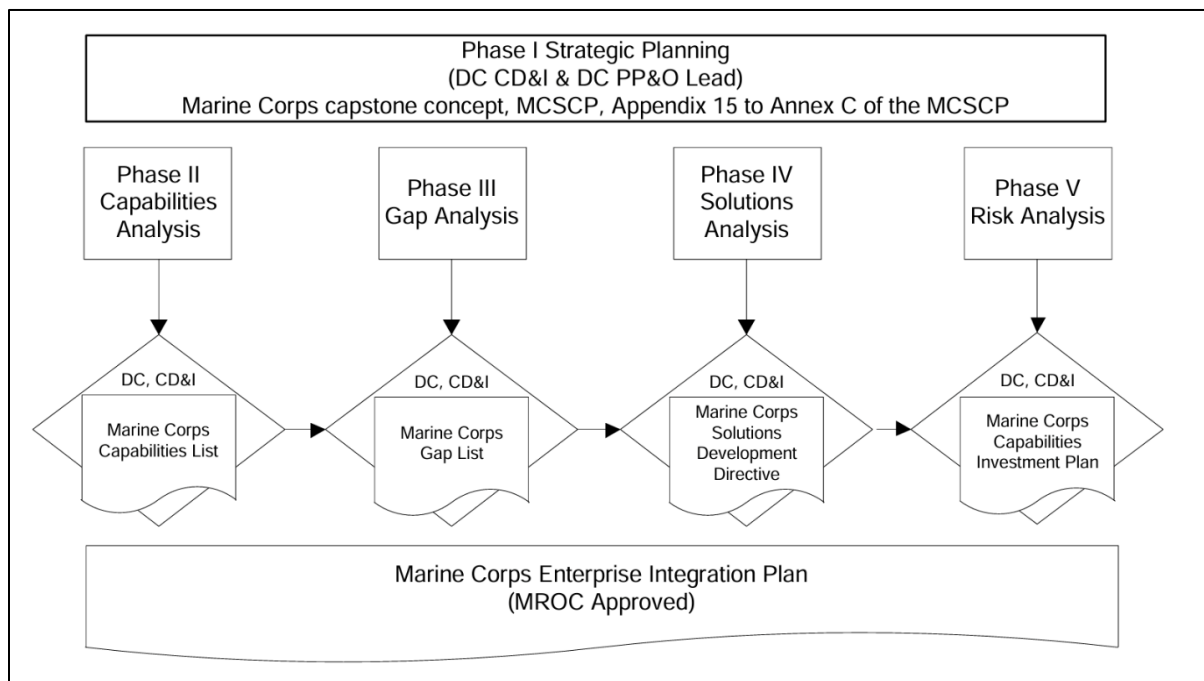 Phase I Strategic Planning
(DC CD&I & DC PP&O Lead)
Marine Corps capstone concept, MCSCP, Appendix 15 to Annex C of the MCSCP
Phase II
Capabilities
Analysis
Phase III
Gap Analysis
Phase IV
Solutions
Analysis
Phase V
Risk Analysis
DC, CD&I
Marine Corps
Capabilities List
DC, CD&I
Marine Corps
Gap List
DC, CD&I
Marine Corps
Solutions
Development
Directive
DC, CD&I
Marine Corps
Capabilities
Investment Plan
Marine Corps Enterprise Integration Plan
(MROC Approved)